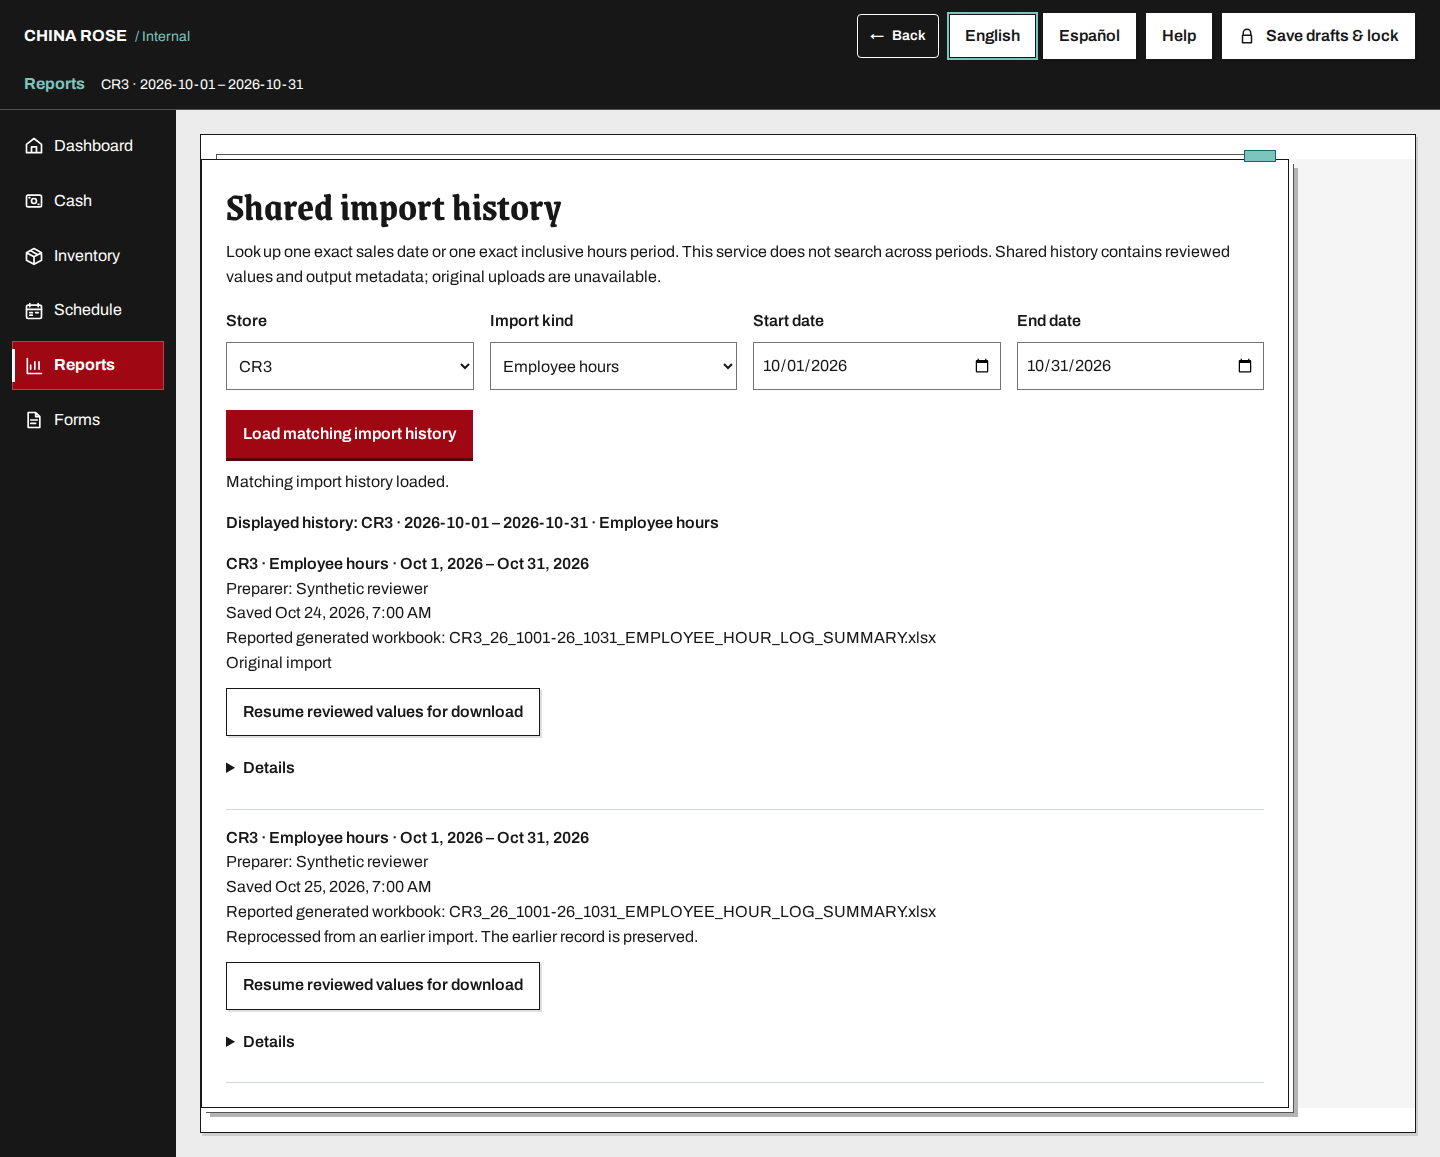 CHINA ROSE / Internal
← Back
English
Español
Help
Save drafts & lock
Reports CR3 · 2026-10-01 – 2026-10-31
Dashboard
Cash
Inventory
Schedule
Reports
Forms
Shared import history
Look up one exact sales date or one exact inclusive hours period. This service does not search across periods. Shared history contains reviewed
values and output metadata; original uploads are unavailable.
Store
Import kind
Start date
End date
CR3
Employee hours
10/01/2026
10/31/2026
Load matching import history
Matching import history loaded.
Displayed history: CR3 · 2026-10-01 – 2026-10-31 · Employee hours
CR3 · Employee hours · Oct 1, 2026 – Oct 31, 2026
Preparer: Synthetic reviewer
Saved Oct 24, 2026, 7:00 AM
Reported generated workbook: CR3_26_1001-26_1031_EMPLOYEE_HOUR_LOG_SUMMARY.xlsx
Original import
Resume reviewed values for download
Details
CR3 · Employee hours · Oct 1, 2026 – Oct 31, 2026
Preparer: Synthetic reviewer
Saved Oct 25, 2026, 7:00 AM
Reported generated workbook: CR3_26_1001-26_1031_EMPLOYEE_HOUR_LOG_SUMMARY.xlsx
Reprocessed from an earlier import. The earlier record is preserved.
Resume reviewed values for download
Details